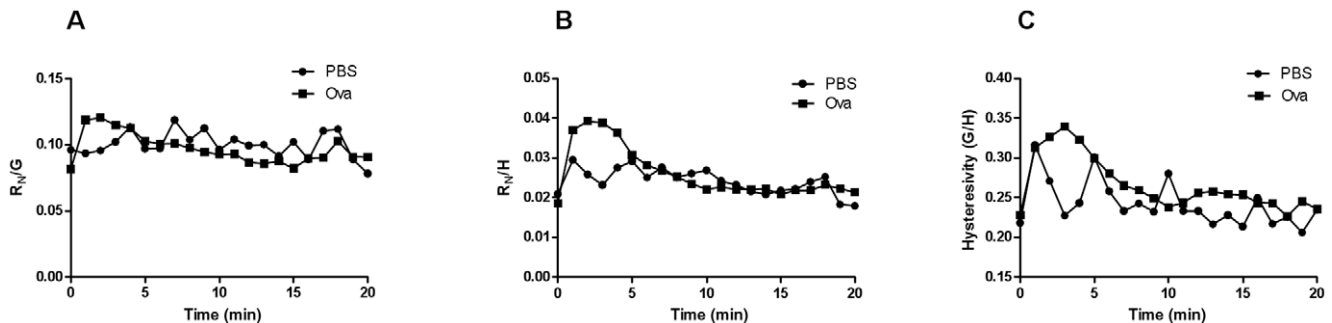 A
PBS
Ova
0.15
0.10
0.05
0.00
R_N/G
0 5 10 15 20
Time (min)
B
PBS
Ova
0.05
0.04
0.03
0.02
0.01
0.00
R_N/H
0 5 10 15 20
Time (min)
C
PBS
Ova
0.40
0.35
0.30
0.25
0.20
0.15
Hysteresivity (G/H)
0 5 10 15 20
Time (min)